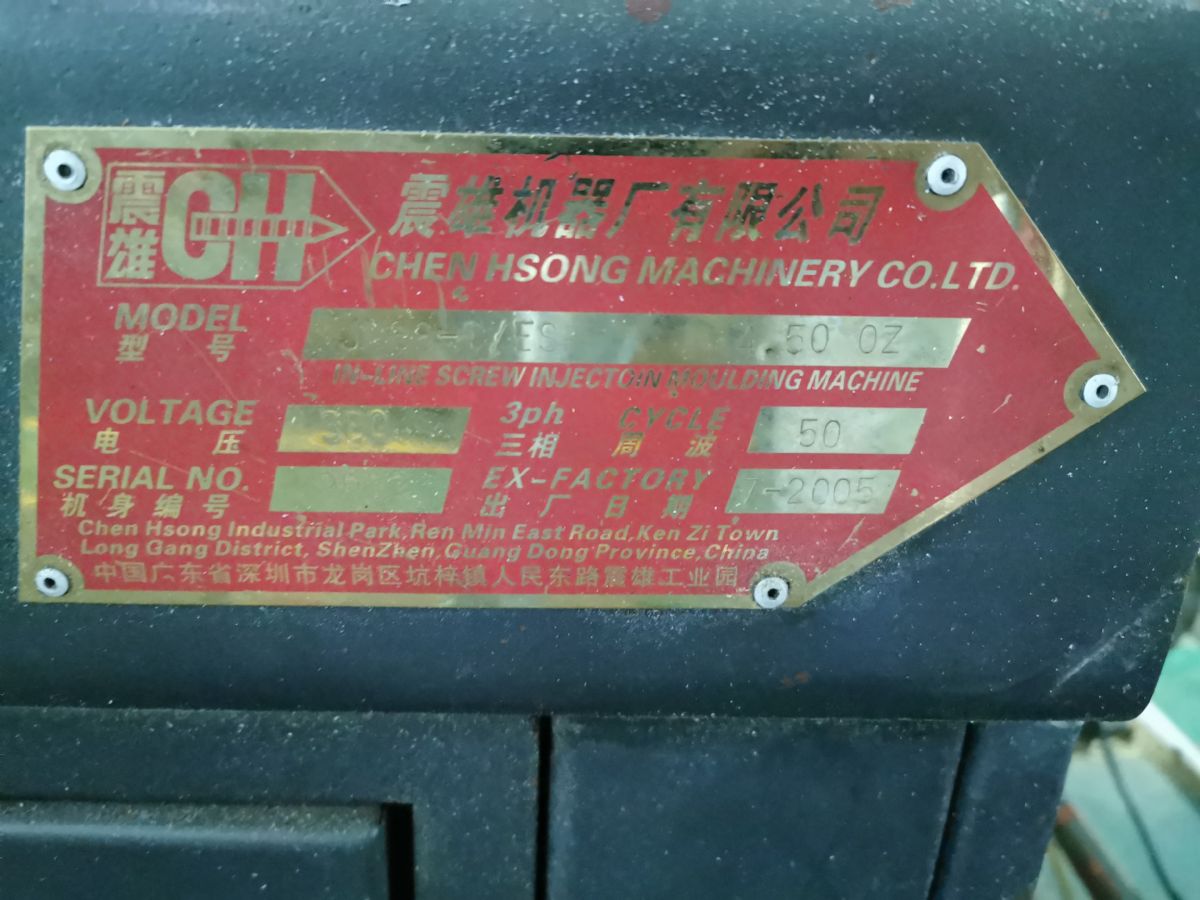 震雄 CH
震雄机器厂有限公司
CHEN HSONG MACHINERY CO.LTD.
MODEL
型号 50 OZ
IN-LINE SCREW INJECTOIN MOULDING MACHINE
VOLTAGE 3ph CYCLE 50
电压 三相 周波
SERIAL NO. EX-FACTORY 7-2005
机身编号 出厂日期
Chen Hsong Industrial Park, Ren Min East Road, Ken Zi Town
Long Gang District, ShenZhen, Guang Dong Province, China
中国广东省深圳市龙岗区坑梓镇人民东路震雄工业园